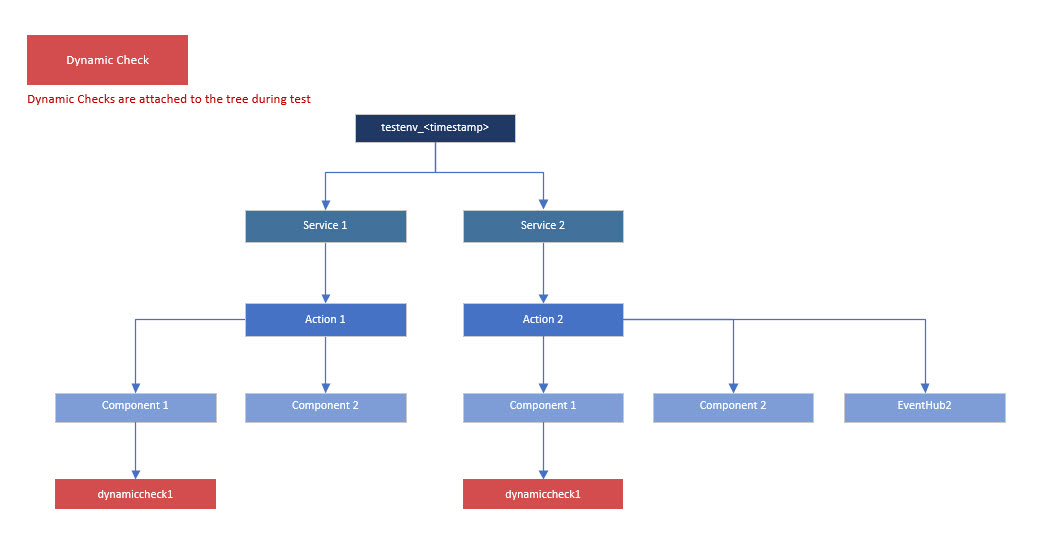 Dynamic Check
Dynamic Checks are attached to the tree during test
testenv_<timestamp>
Service 1
Service 2
Action 1
Action 2
Component 1
Component 2
Component 1
Component 2
EventHub2
dynamiccheck1
dynamiccheck1